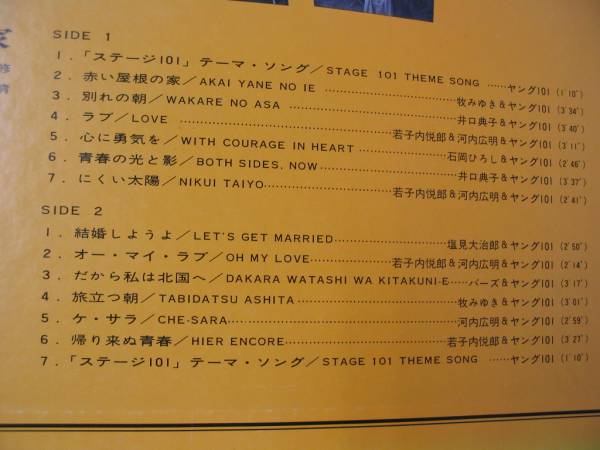 SIDE 1
1. 「ステージ101」テーマ・ソング／STAGE 101 THEME SONG ……ヤング101 (1'10")
2. 赤い屋根の家／AKAI YANE NO IE ……牧みゆき&ヤング101 (3'34")
3. 別れの朝／WAKARE NO ASA ……井口典子&ヤング101 (3'40")
4. ラブ／LOVE ……若子内悦郎&河内広明&ヤング101 (3'11")
5. 心に勇気を／WITH COURAGE IN HEART ……石岡ひろし&ヤング101 (2'46")
6. 青春の光と影／BOTH SIDES, NOW ……井口典子&ヤング101 (3'37")
7. にくい太陽／NIKUI TAIYO ……若子内悦郎&河内広明&ヤング101 (2'41")
SIDE 2
1. 結婚しようよ／LET'S GET MARRIED ……塩見大治郎&ヤング101 (2'50")
2. オー・マイ・ラブ／OH MY LOVE ……若子内悦郎&河内広明&ヤング101 (2'14")
3. だから私は北国へ／DAKARA WATASHI WA KITAKUNI-E ……バーズ&ヤング101 (3'17")
4. 旅立つ朝／TABIDATSU ASHITA ……牧みゆき&ヤング101 (3'01")
5. ケ・サラ／CHE-SARA ……河内広明&ヤング101 (2'59")
6. 帰り来ぬ青春／HIER ENCORE ……若子内悦郎&ヤング101 (3'27")
7. 「ステージ101」テーマ・ソング／STAGE 101 THEME SONG ……ヤング101 (1'10")